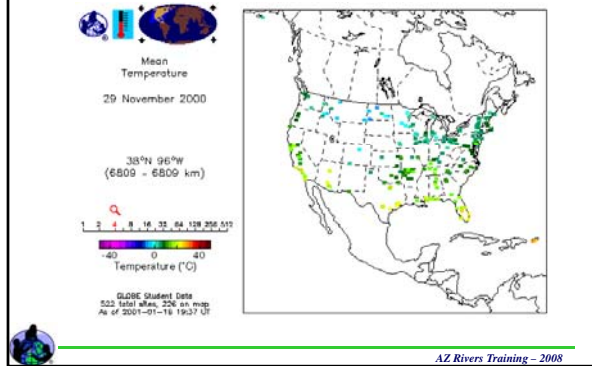 Mean
Temperature
29 November 2000
38°N 96°W
(6809 - 6809 km)
1 2 4 8 16 32 64 128 256 512
-40 0 40
Temperature (°C)
GLOBE Student Data
522 total sites, 226 on map
As of 2001-01-18 19:37 UT
AZ Rivers Training – 2008